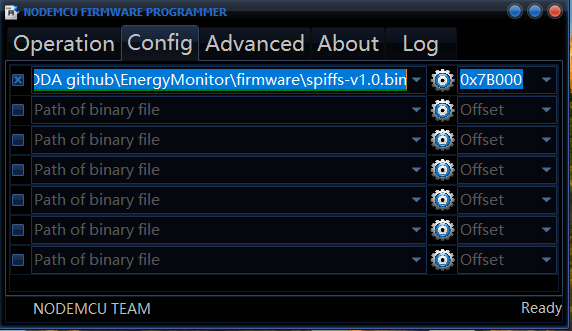 NODEMCU FIRMWARE PROGRAMMER
Operation Config Advanced About Log
ODA github\EnergyMonitor\firmware\spiffs-v1.0.bin 0x7B000
Path of binary file Offset
Path of binary file Offset
Path of binary file Offset
Path of binary file Offset
Path of binary file Offset
Path of binary file Offset
NODEMCU TEAM Ready